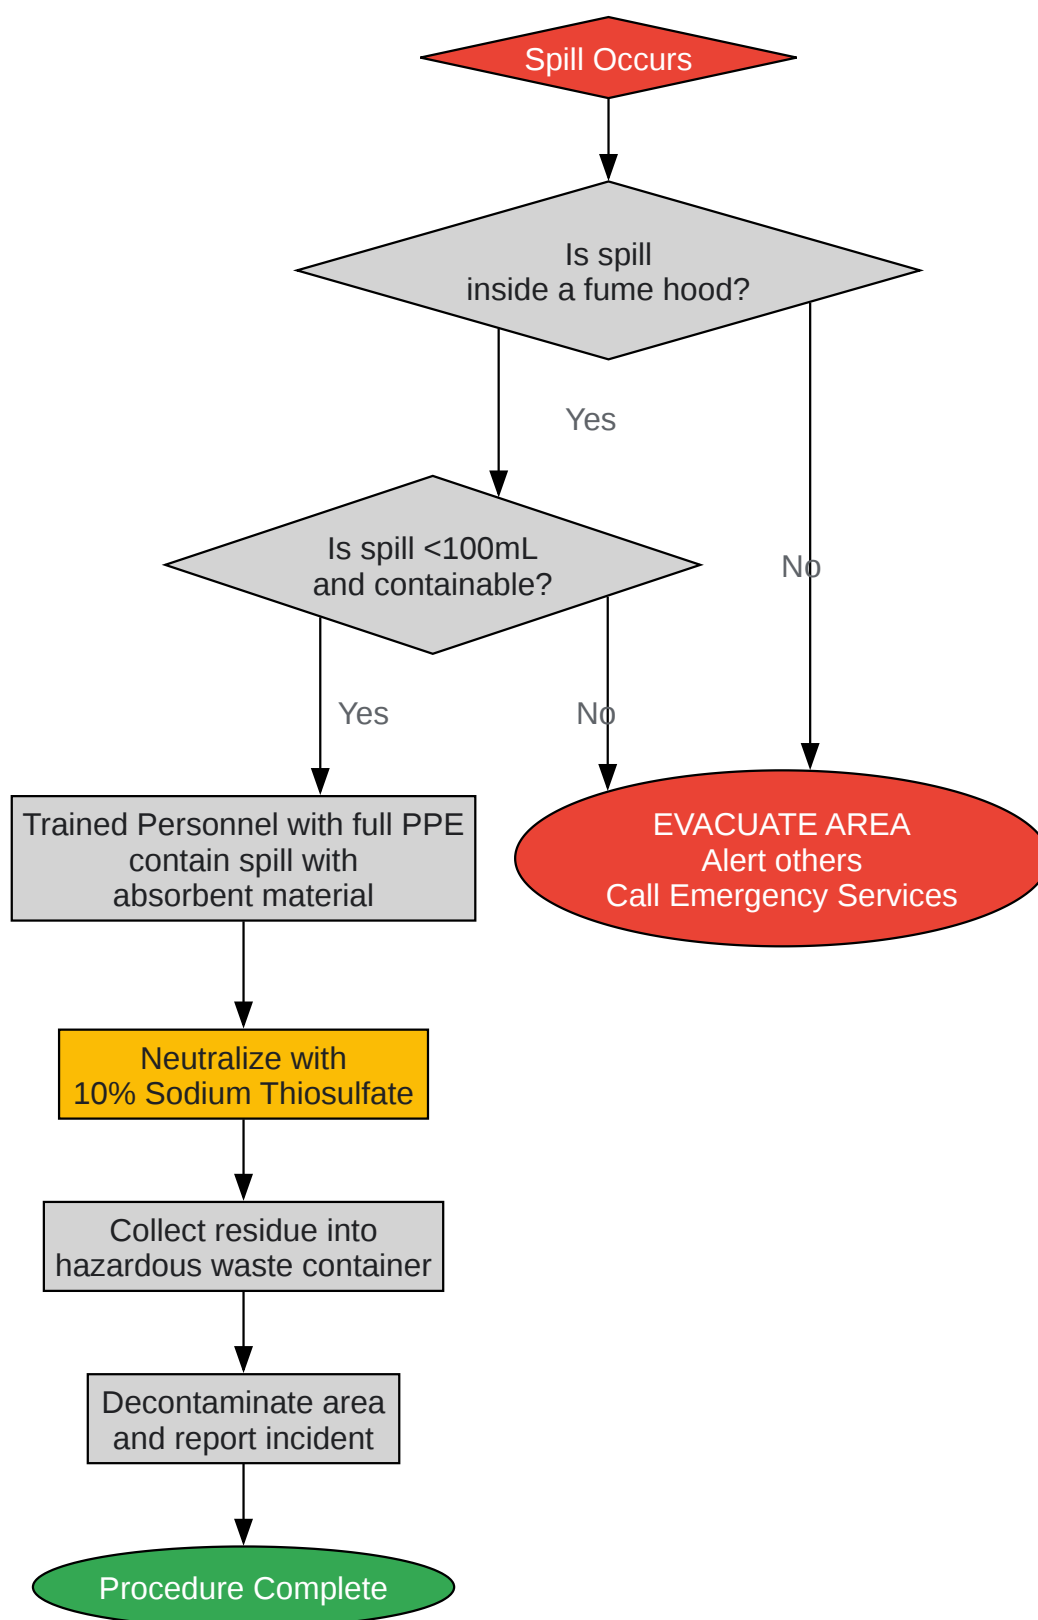 Spill Occurs
Is spill
inside a fume hood?
Yes
No
Is spill <100mL
and containable?
Yes
No
Trained Personnel with full PPE
contain spill with
absorbent material
EVACUATE AREA
Alert others
Call Emergency Services
Neutralize with
10% Sodium Thiosulfate
Collect residue into
hazardous waste container
Decontaminate area
and report incident
Procedure Complete